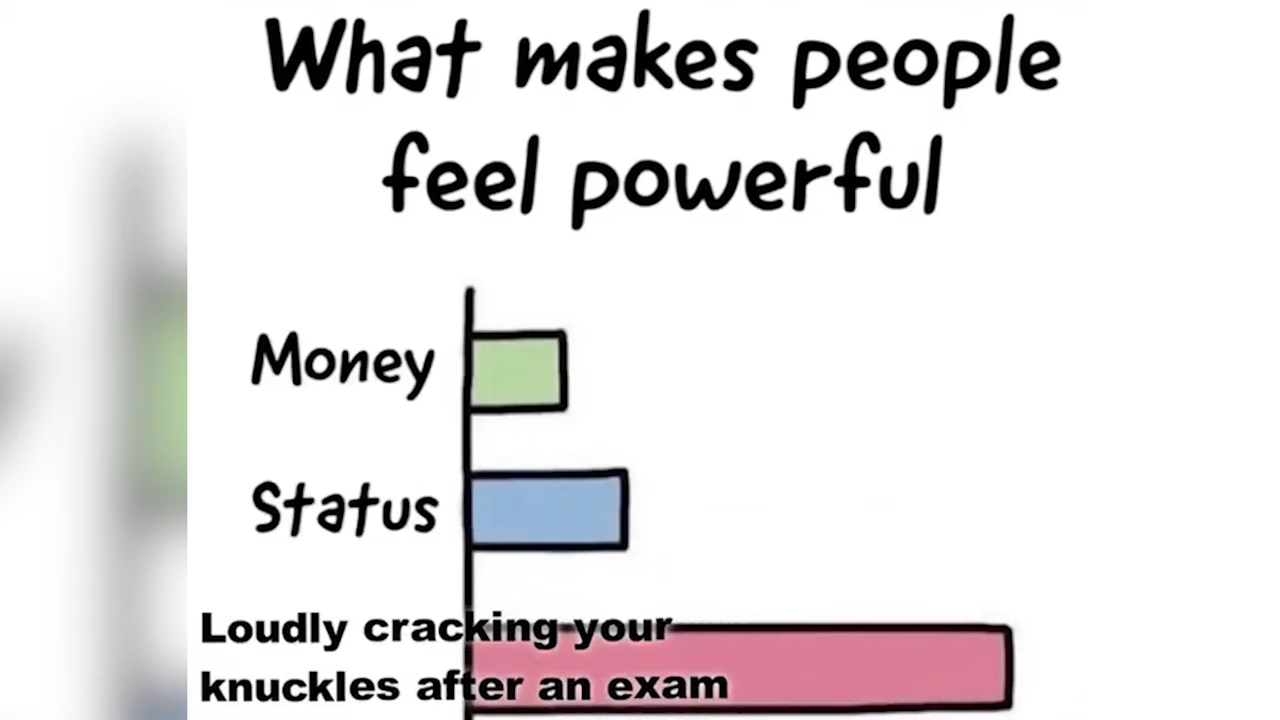 What makes people
feel powerful
Money
Status
Loudly cracking your
knuckles after an exam